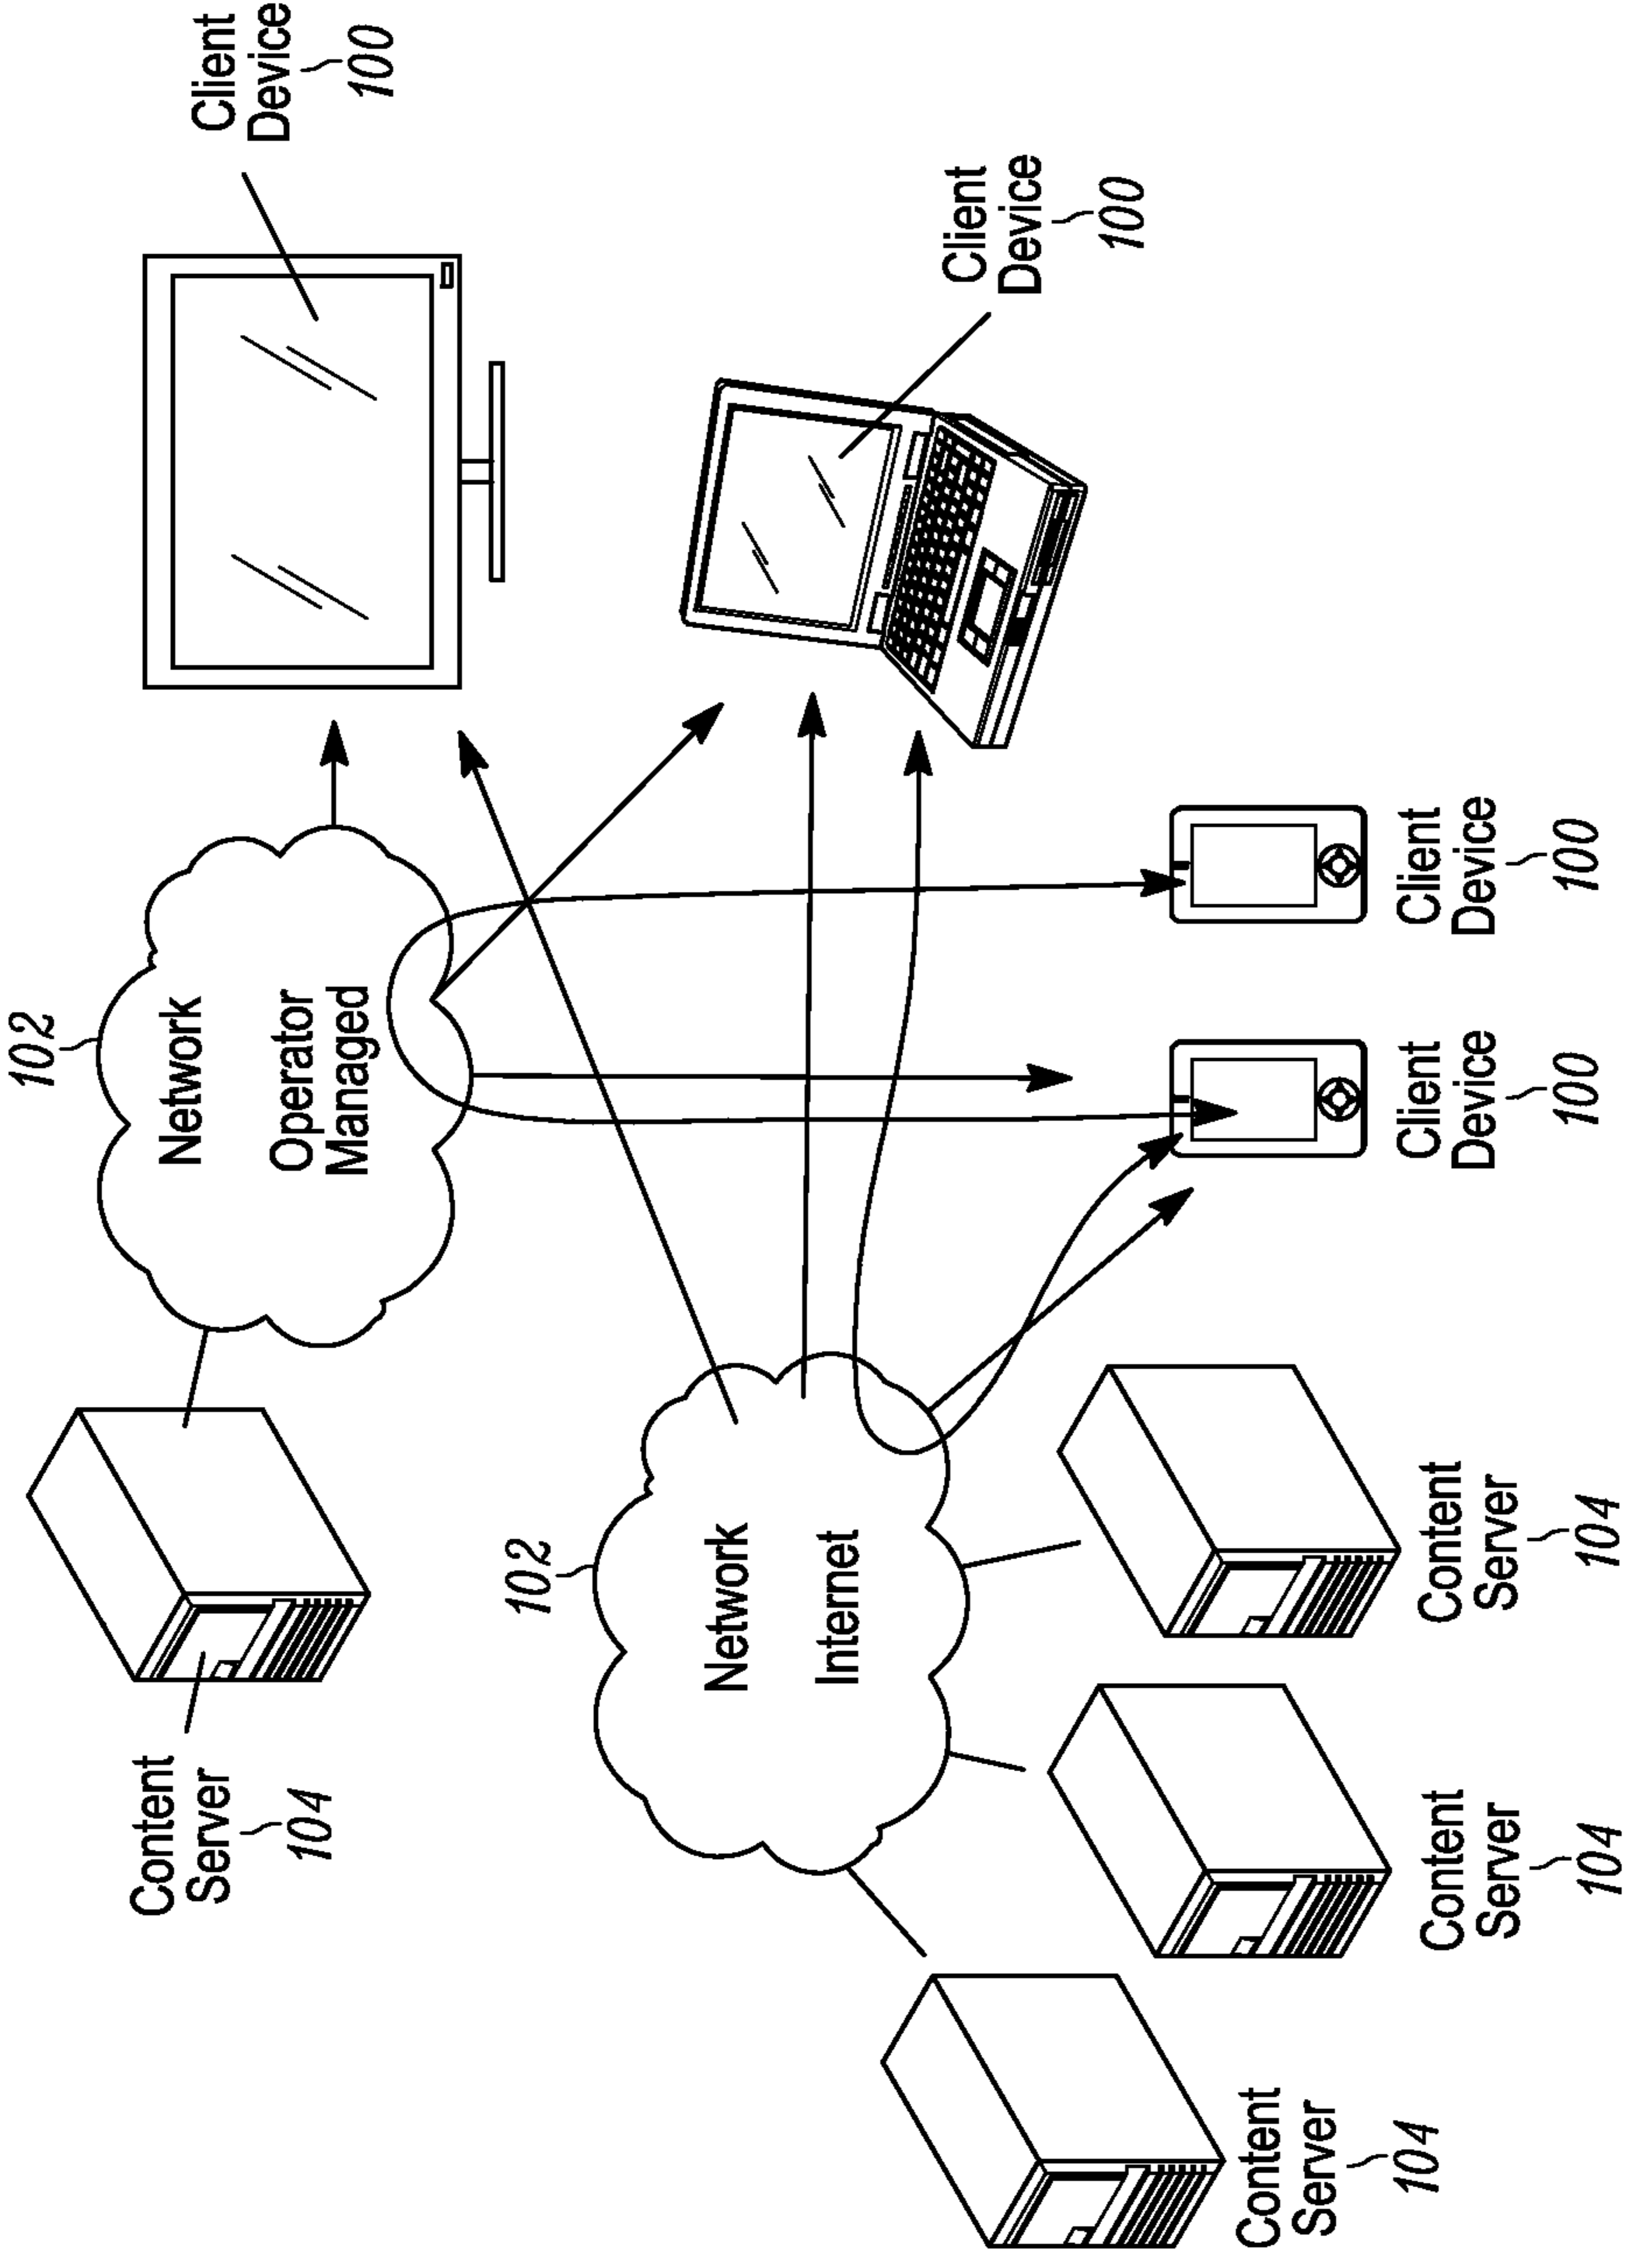 102
Content
Server
104
Network
Operator
Managed
Client
Device
100
102
Network
Internet
Client
Device
100
Content
Server
104
Content
Server
104
Content
Server
104
Client
Device
100
Client
Device
100